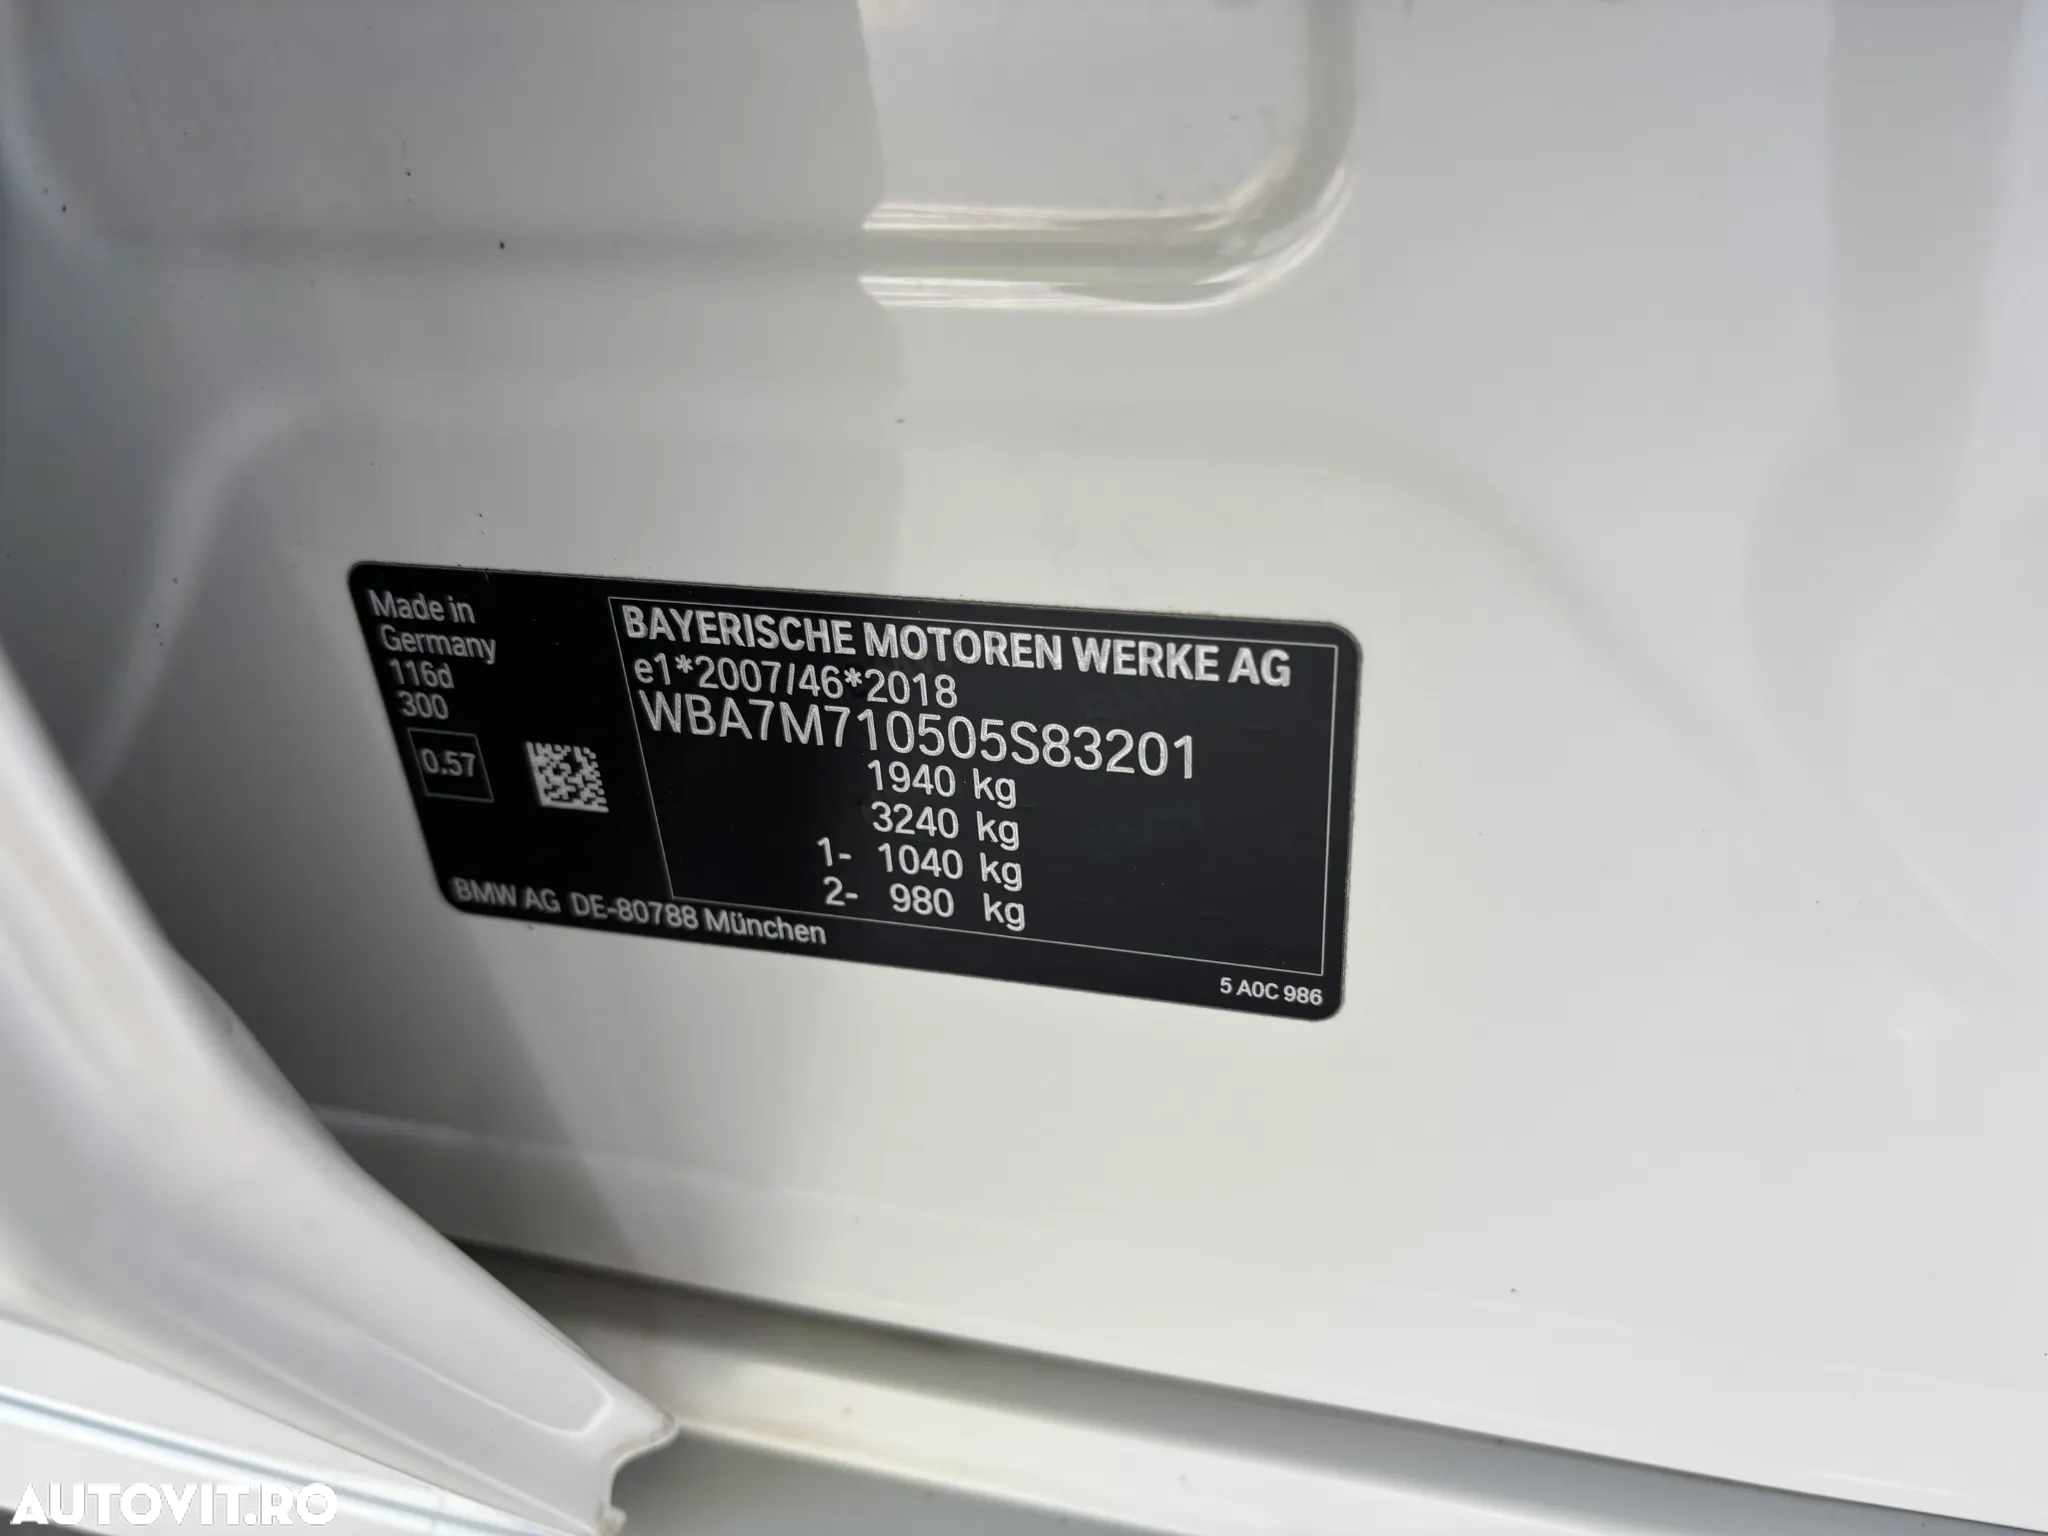 Made in
Germany
116d
300
0.57
BAYERISCHE MOTOREN WERKE AG
e1*2007/46*2018
WBA7M710505S83201
1940 kg
3240 kg
1- 1040 kg
2- 980 kg
BMW AG DE-80788 München
5 A0C 986
AUTOVIT.RO